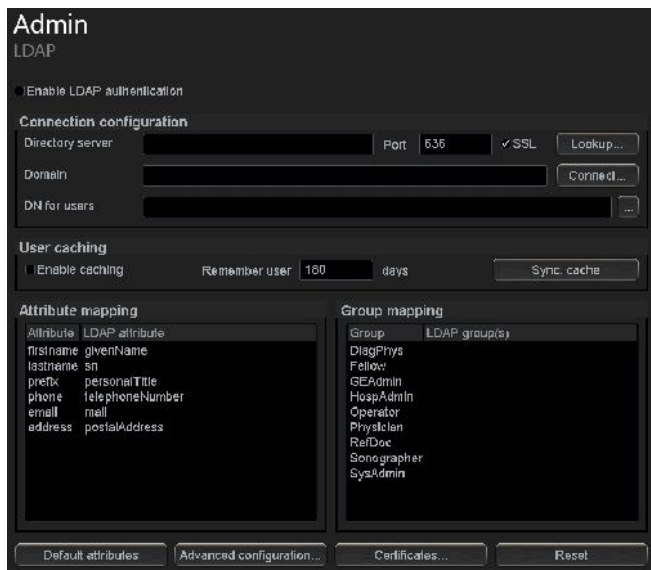 Admin
LDAP
Enable LDAP authentication
Connection configuration
Directory server Port 636 SSL Lookup...
Domain Connect...
DN for users ...
User caching
Enable caching Remember user 180 days Sync. cache
Attribute mapping Group mapping
Attribute LDAP attribute Group LDAP group(s)
firstname givenName DiagPhys
lastname sn Fellow
prefix personalTitle GEAdmin
phone telephoneNumber HospAdmin
email mail Operator
address postalAddress Physician
RefDoc
Sonographer
SysAdmin
Default attributes Advanced configuration... Certificates... Reset